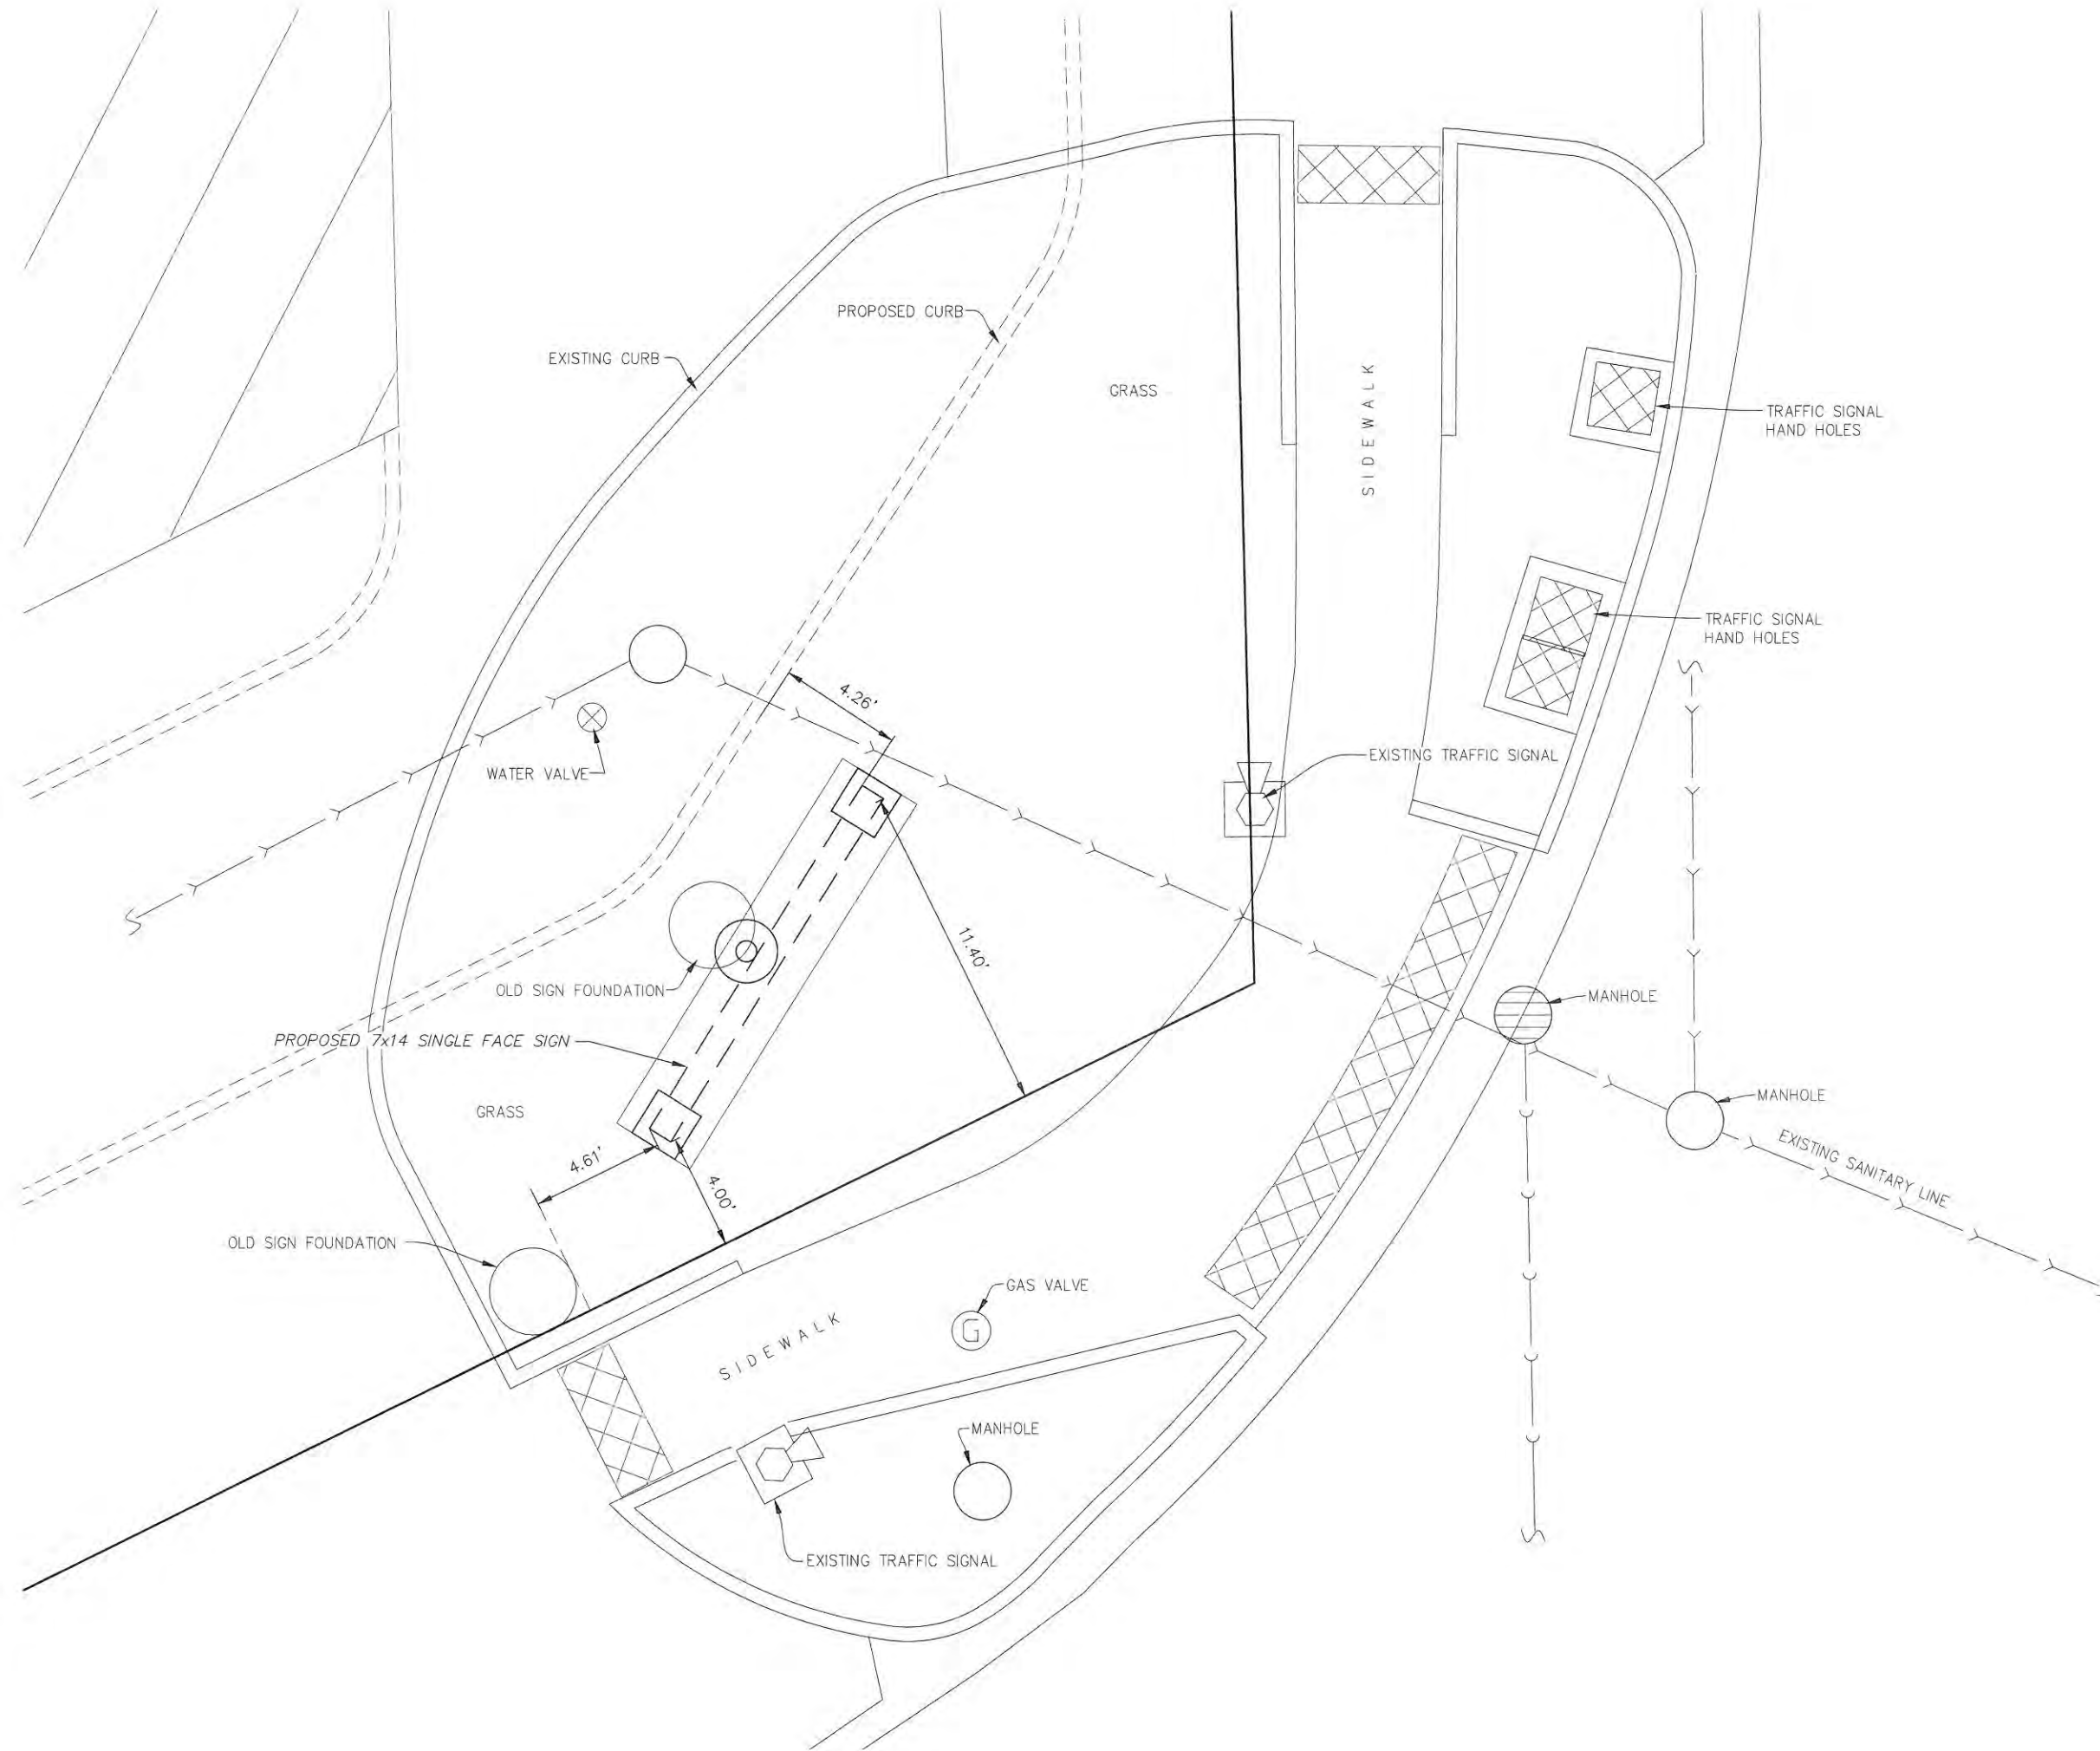 PROPOSED CURB
EXISTING CURB
GRASS
SIDEWALK
TRAFFIC SIGNAL
HAND HOLES
TRAFFIC SIGNAL
HAND HOLES
4.26'
EXISTING TRAFFIC SIGNAL
WATER VALVE
11.40'
OLD SIGN FOUNDATION
MANHOLE
PROPOSED 7x14 SINGLE FACE SIGN
MANHOLE
GRASS
EXISTING SANITARY LINE
4.61'
4.00'
OLD SIGN FOUNDATION
GAS VALVE
G
SIDEWALK
MANHOLE
EXISTING TRAFFIC SIGNAL